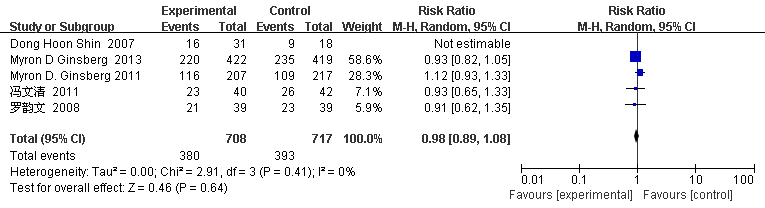 Experimental Control Risk Ratio Risk Ratio
Study or Subgroup Events Total Events Total Weight M-H, Random, 95% CI M-H, Random, 95% CI
Dong Hoon Shin 2007 16 31 9 18 Not estimable
Myron D Ginsberg 2013 220 422 235 419 58.6% 0.93 [0.82, 1.05]
Myron D. Ginsberg 2011 116 207 109 217 28.3% 1.12 [0.93, 1.33]
冯文清 2011 23 40 26 42 7.1% 0.93 [0.65, 1.33]
罗韵文 2008 21 39 23 39 5.9% 0.91 [0.62, 1.35]
Total (95% CI) 708 717 100.0% 0.98 [0.89, 1.08]
Total events 380 393
Heterogeneity: Tau² = 0.00; Chi² = 2.91, df = 3 (P = 0.41); I² = 0%
Test for overall effect: Z = 0.46 (P = 0.64)
0.01 0.1 1 10 100
Favours [experimental] Favours [control]